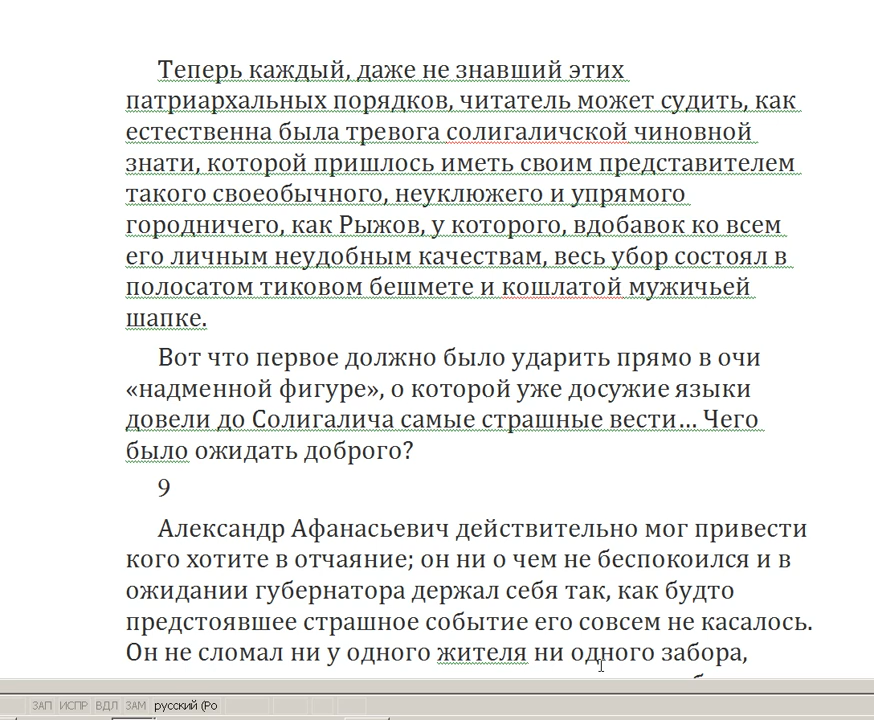 Теперь каждый, даже не знавший этих
патриархальных порядков, читатель может судить, как
естественна была тревога солигаличской чиновной
знати, которой пришлось иметь своим представителем
такого своеобычного, неуклюжего и упрямого
городничего, как Рыжов, у которого, вдобавок ко всем
его личным неудобным качествам, весь убор состоял в
полосатом тиковом бешмете и кошлатой мужичьей
шапке.
Вот что первое должно было ударить прямо в очи
«надменной фигуре», о которой уже досужие языки
довели до Солигалича самые страшные вести... Чего
было ожидать доброго?
9
Александр Афанасьевич действительно мог привести
кого хотите в отчаяние; он ни о чем не беспокоился и в
ожидании губернатора держал себя так, как будто
предстоявшее страшное событие его совсем не касалось.
Он не сломал ни у одного жителя ни одного забора,
ЗАП ИСПР ВДЛ ЗАМ русский (Ро